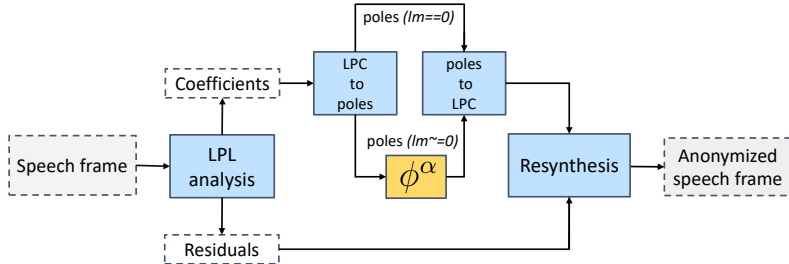 poles (Im==0)
Coefficients
LPC
to
poles
poles
to
LPC
poles (Im~=0)
Speech frame
LPL
analysis
ϕ^α
Resynthesis
Anonymized
speech frame
Residuals